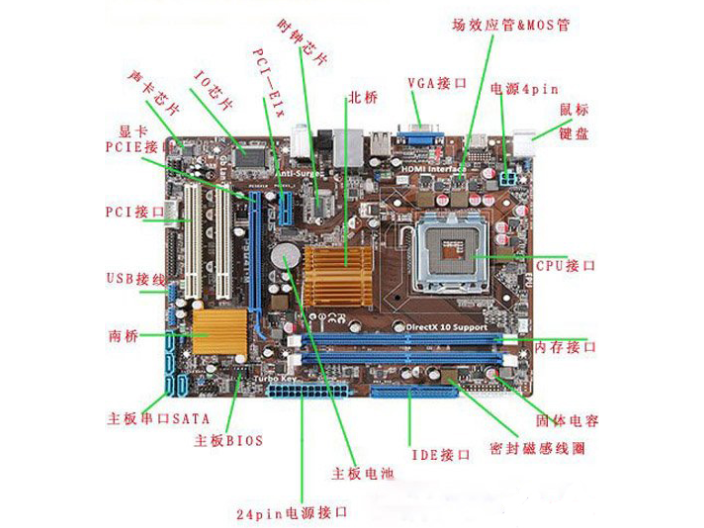 时钟芯片
场效应管&MOS管
PCI—E1x
IO芯片
声卡芯片
VGA接口
北桥
电源4pin
鼠标
键盘
显卡
PCIE接口
Anti-Surge
HDMI Interface
PCI接口
CPU接口
USB接线
南桥
DirectX 10 Support
内存接口
Turbo Key
主板串口SATA
主板BIOS
固体电容
密封磁感线圈
IDE接口
主板电池
24pin电源接口